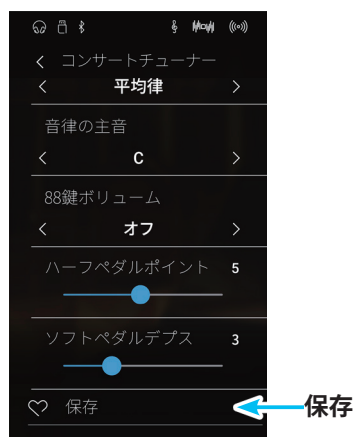 コンサートチューナー
平均律
音律の主音
C
88鍵ボリューム
オフ
ハーフペダルポイント 5
ソフトペダルデプス 3
保存
保存